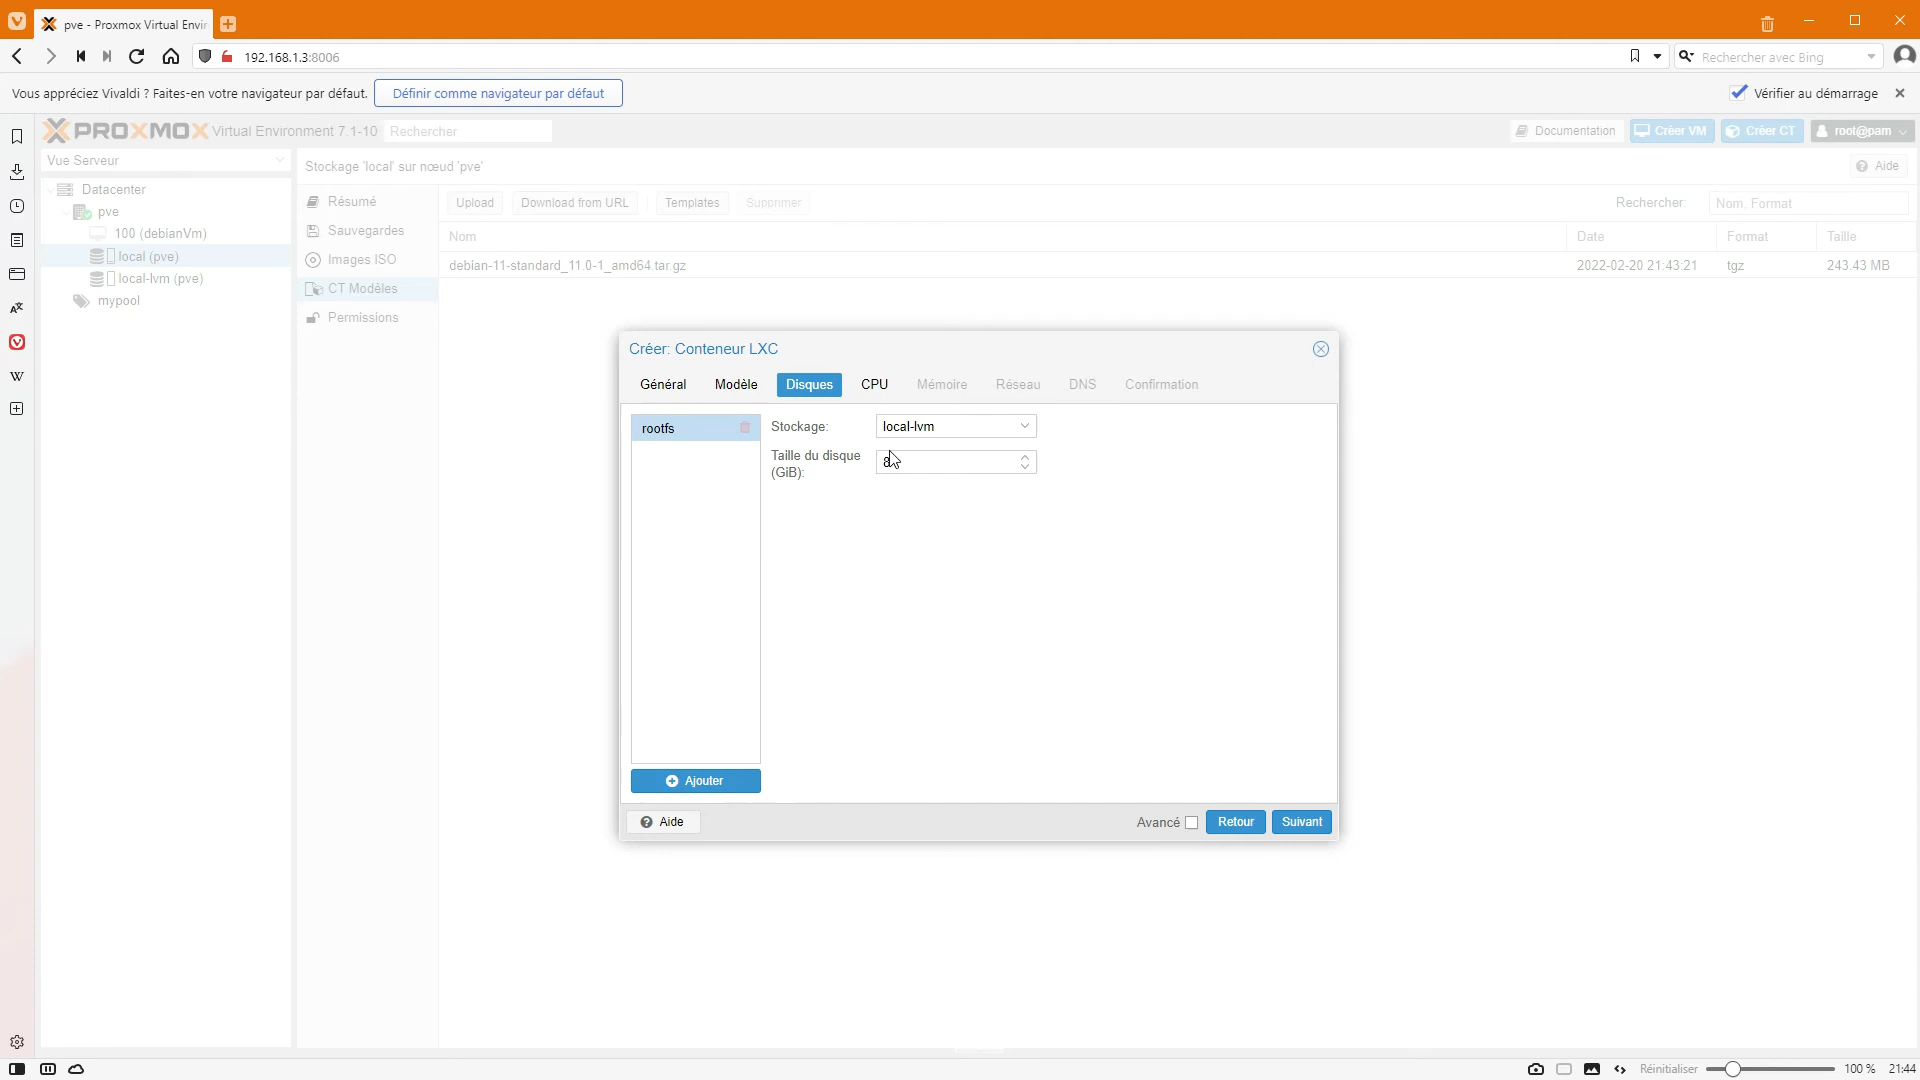 pve - Proxmox Virtual Envir
192.168.1.3:8006
Rechercher avec Bing
Vous appréciez Vivaldi ? Faites-en votre navigateur par défaut.
Définir comme navigateur par défaut
Vérifier au démarrage
PROXMOX Virtual Environment 7.1-10
Rechercher
Documentation
Créer VM
Créer CT
root@pam
Vue Serveur
Stockage 'local' sur nœud 'pve'
Aide
Datacenter
pve
100 (debianVm)
local (pve)
local-lvm (pve)
mypool
Résumé
Sauvegardes
Images ISO
CT Modèles
Permissions
Upload
Download from URL
Templates
Supprimer
Rechercher:
Nom, Format
Nom
Date
Format
Taille
debian-11-standard_11.0-1_amd64.tar.gz
2022-02-20 21:43:21
tgz
243.43 MB
Créer: Conteneur LXC
Général
Modèle
Disques
CPU
Mémoire
Réseau
DNS
Confirmation
rootfs
Stockage:
local-lvm
Taille du disque
(GiB):
8
Ajouter
Aide
Avancé
Retour
Suivant
Réinitialiser
100 %
21:44